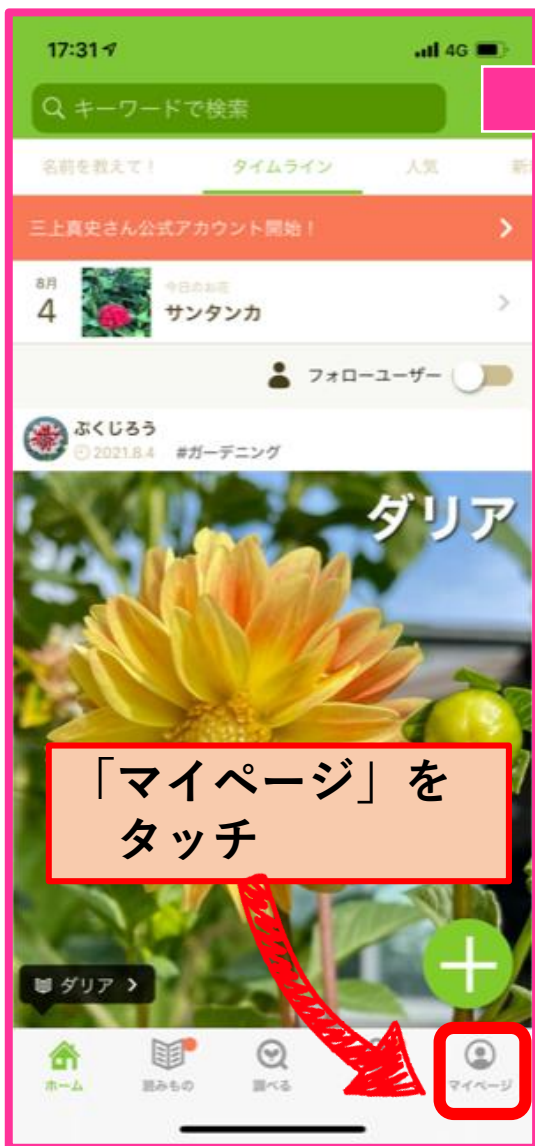 17:31
4G
キーワードで検索
名前を教えて！ タイムライン 人気 新
三上真史さん公式アカウント開始！
8月
4
今日のお花
サンタンカ
フォローユーザー
ぷくじろう
2021.8.4 #ガーデニング
ダリア
「マイページ」を
タッチ
ダリア
ホーム 読みもの 調べる マイページ